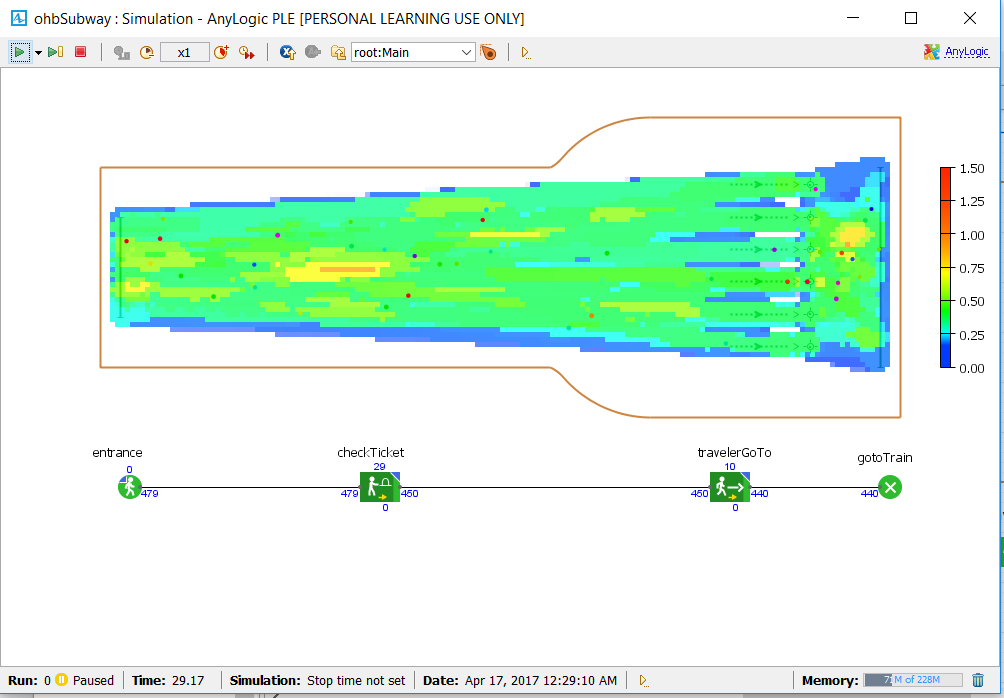 ohbSubway : Simulation - AnyLogic PLE [PERSONAL LEARNING USE ONLY]
x1 root:Main AnyLogic
1.50
1.25
1.00
0.75
0.50
0.25
0.00
entrance checkTicket travelerGoTo gotoTrain
0 29 10
479 479 450 450 440 440
0 0
Run: 0 Paused Time: 29.17 Simulation: Stop time not set Date: Apr 17, 2017 12:29:10 AM Memory: M of 228M